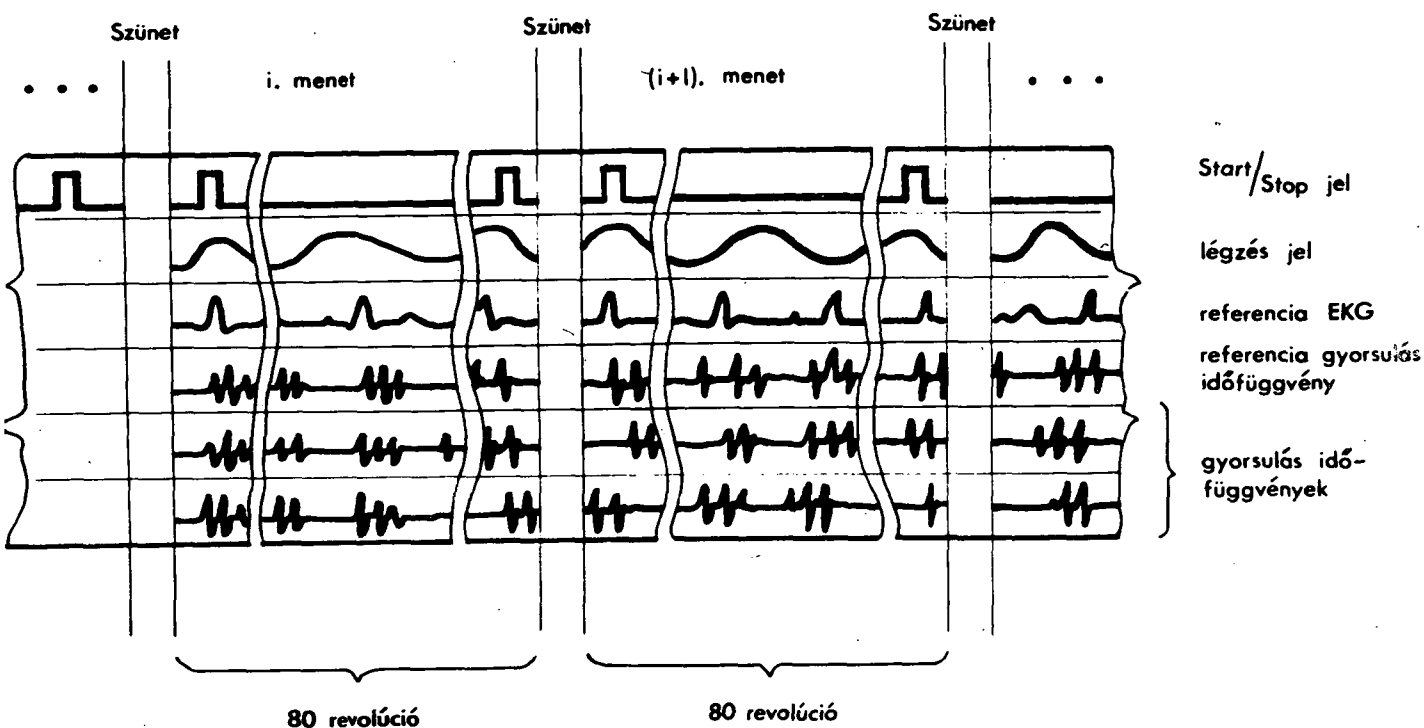 Szünet
Szünet
Szünet
. . .
i. menet
(i+1). menet
. . .
Start/Stop jel
légzés jel
referencia EKG
referencia gyorsulás
időfüggvény
gyorsulás idő-
függvények
80 revolúció
80 revolúció